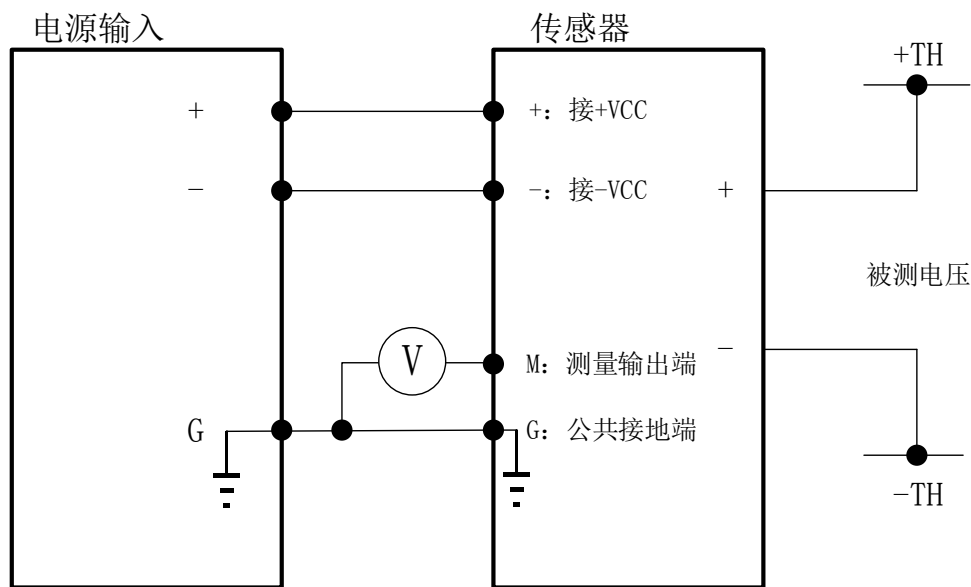 电源输入
传感器
+TH
+
+: 接+VCC
−
-: 接-VCC
+
被测电压
V
M: 测量输出端
−
G
G: 公共接地端
-TH